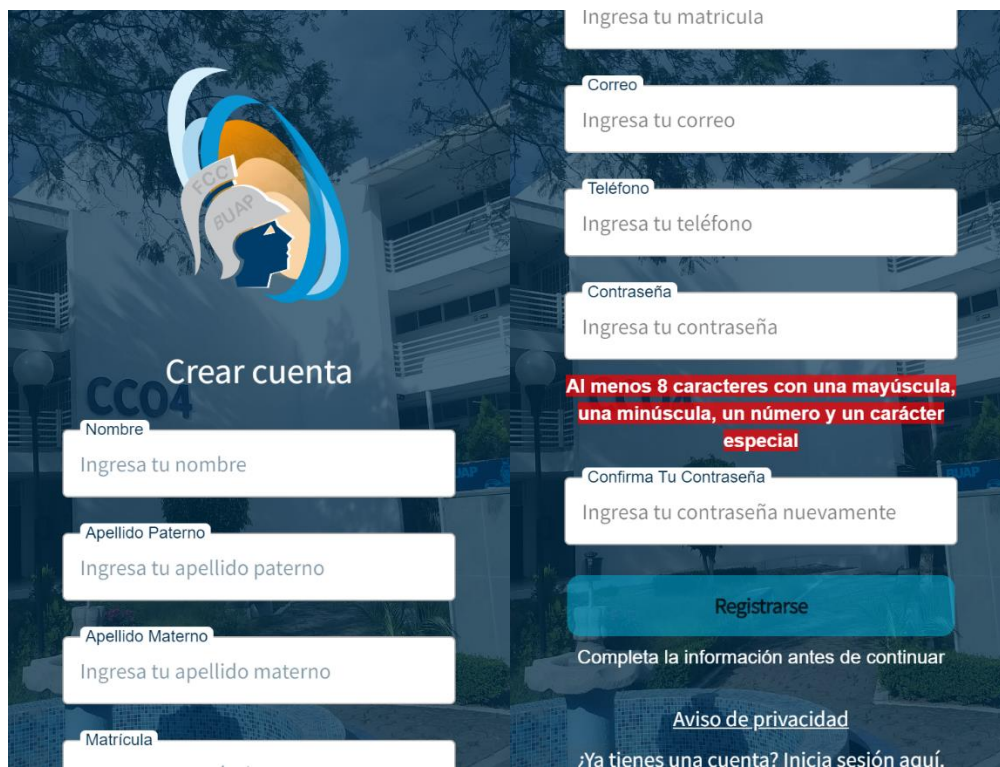 FCC
BUAP
Crear cuenta
CCO4
Nombre
Ingresa tu nombre
Apellido Paterno
Ingresa tu apellido paterno
Apellido Materno
Ingresa tu apellido materno
Matrícula
Ingresa tu matricula
Correo
Ingresa tu correo
Teléfono
Ingresa tu teléfono
Contraseña
Ingresa tu contraseña
Al menos 8 caracteres con una mayúscula,
una minúscula, un número y un carácter
especial
BUAP
Confirma Tu Contraseña
Ingresa tu contraseña nuevamente
Registrarse
Completa la información antes de continuar
Aviso de privacidad
¿Ya tienes una cuenta? Inicia sesión aquí.